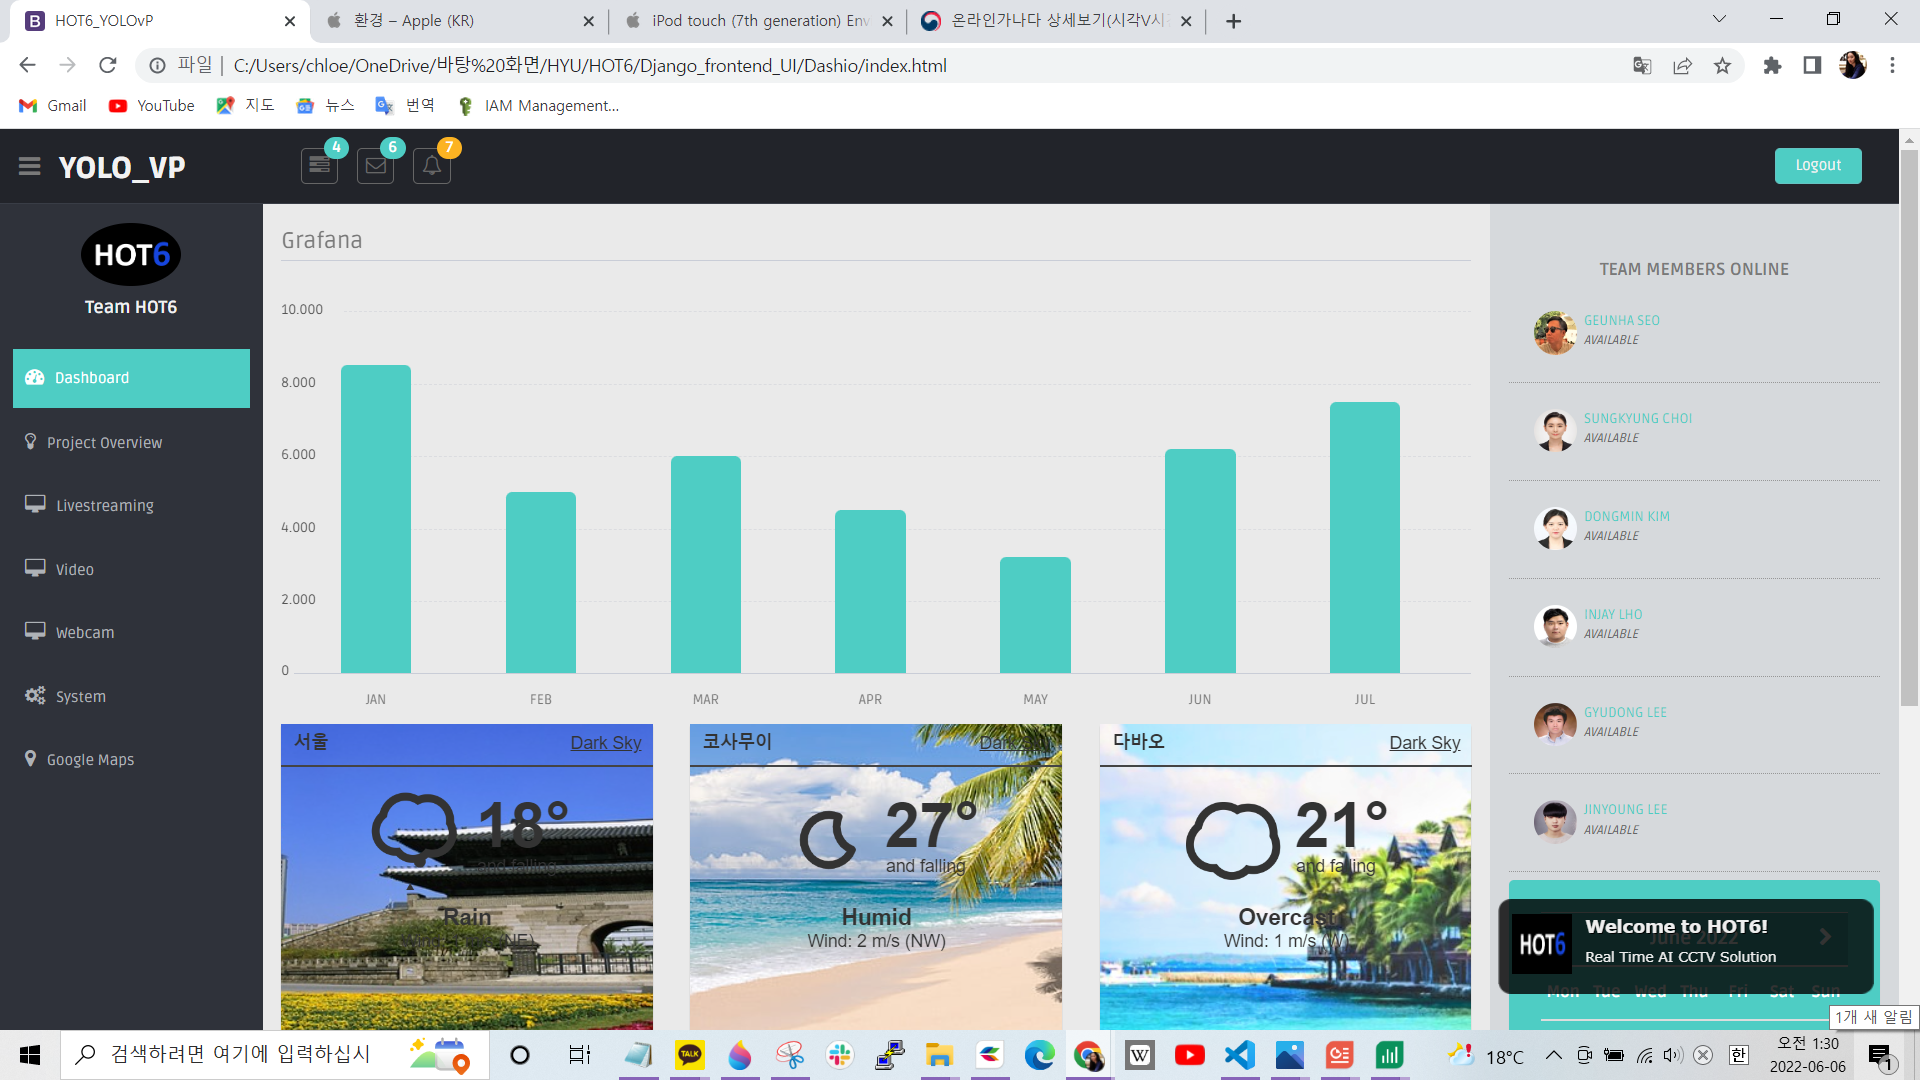 HOT6_YOLOvP
환경 – Apple (KR)
iPod touch (7th generation) Env
온라인가나다 상세보기(시각V시
파일 | C:/Users/chloe/OneDrive/바탕%20화면/HYU/HOT6/Django_frontend_UI/Dashio/index.html
Gmail
YouTube
지도
뉴스
번역
IAM Management...
YOLO_VP
4
6
7
Logout
HOT6
Team HOT6
Dashboard
Project Overview
Livestreaming
Video
Webcam
System
Google Maps
Grafana
10.000
8.000
6.000
4.000
2.000
0
JAN FEB MAR APR MAY JUN JUL
서울 Dark Sky
18°
and falling
Rain
코사무이 Dark Sky
27°
and falling
Humid
Wind: 2 m/s (NW)
다바오 Dark Sky
21°
and falling
Overcast
Wind: 1 m/s (W)
TEAM MEMBERS ONLINE
GEUNHA SEO
AVAILABLE
SUNGKYUNG CHOI
AVAILABLE
DONGMIN KIM
AVAILABLE
INJAY LHO
AVAILABLE
GYUDONG LEE
AVAILABLE
JINYOUNG LEE
AVAILABLE
HOT6
Welcome to HOT6!
June 2022
Real Time AI CCTV Solution
Mon Tue Wed Thu Fri Sat Sun
1개 새 알림
검색하려면 여기에 입력하십시
TALK
W
18°C
한
오전 1:30
2022-06-06
1